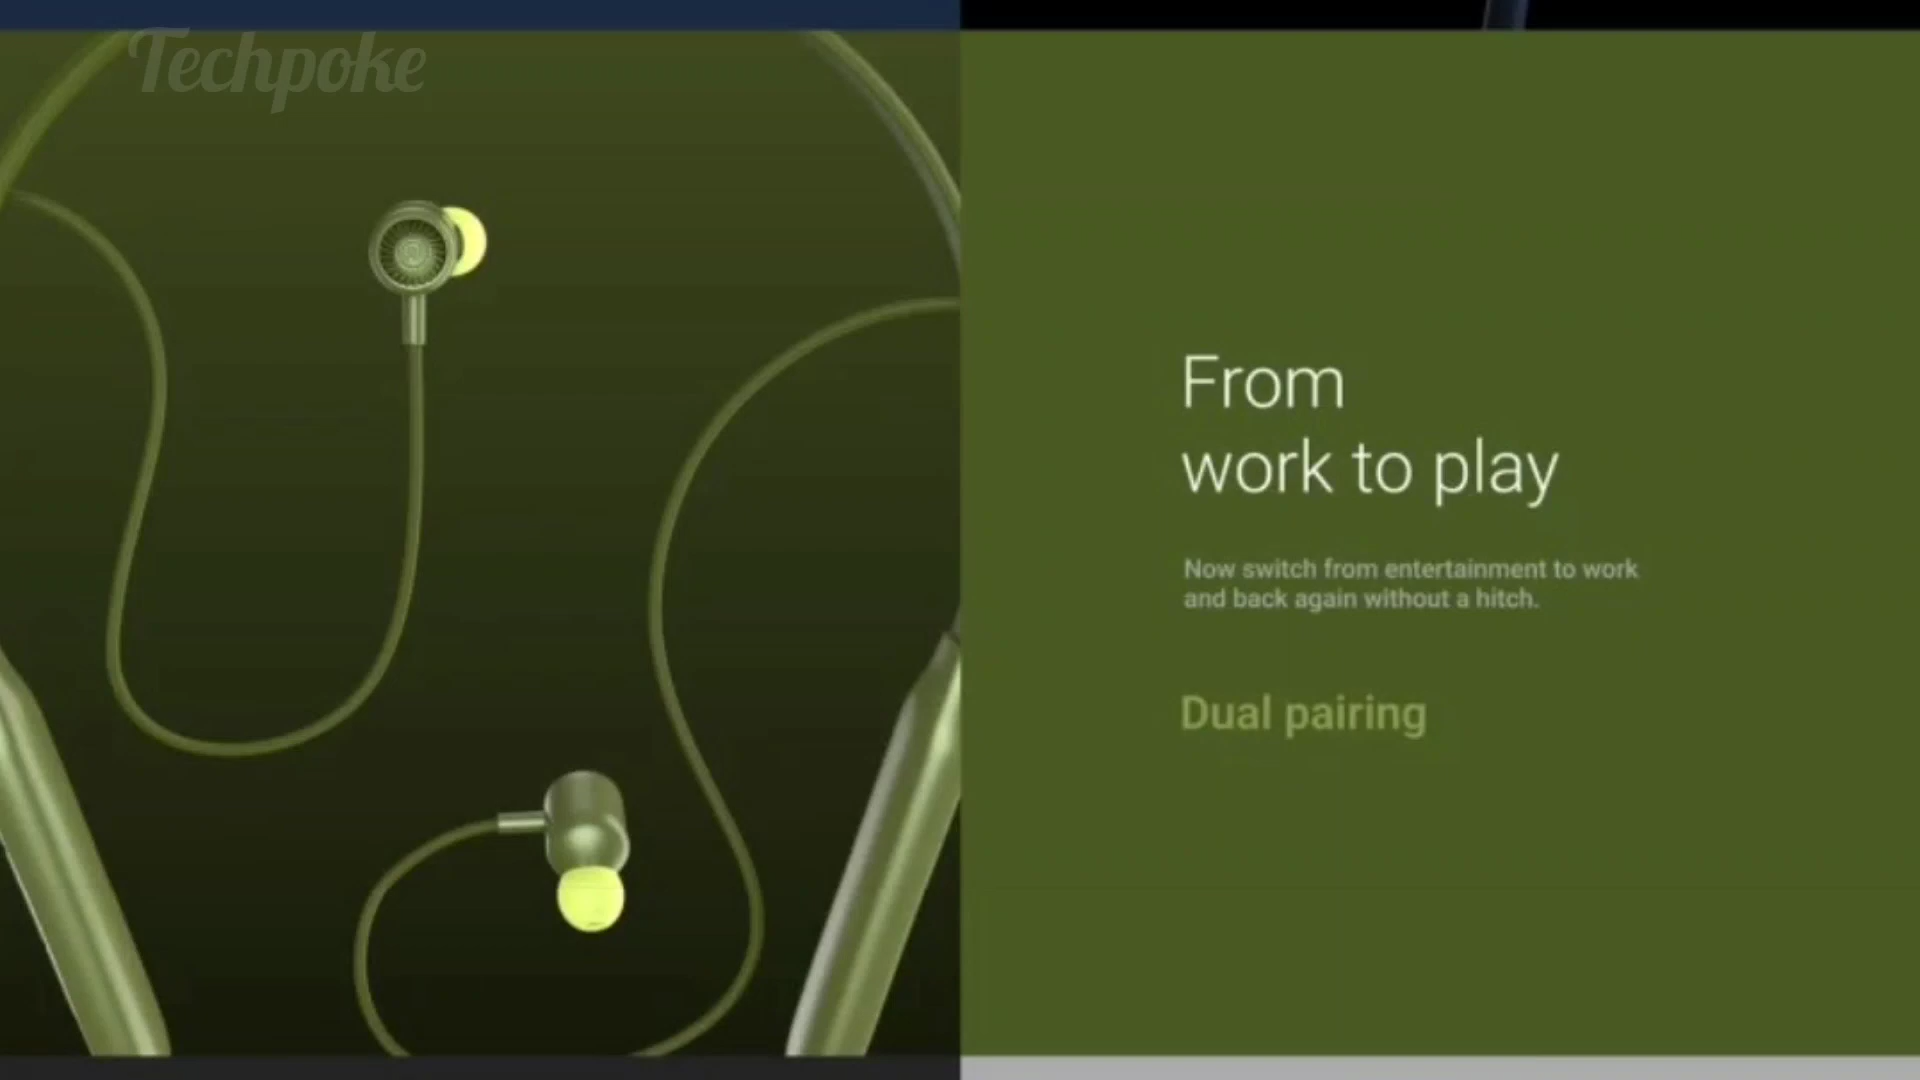 Techpoke
From
work to play
Now switch from entertainment to work
and back again without a hitch.
Dual pairing